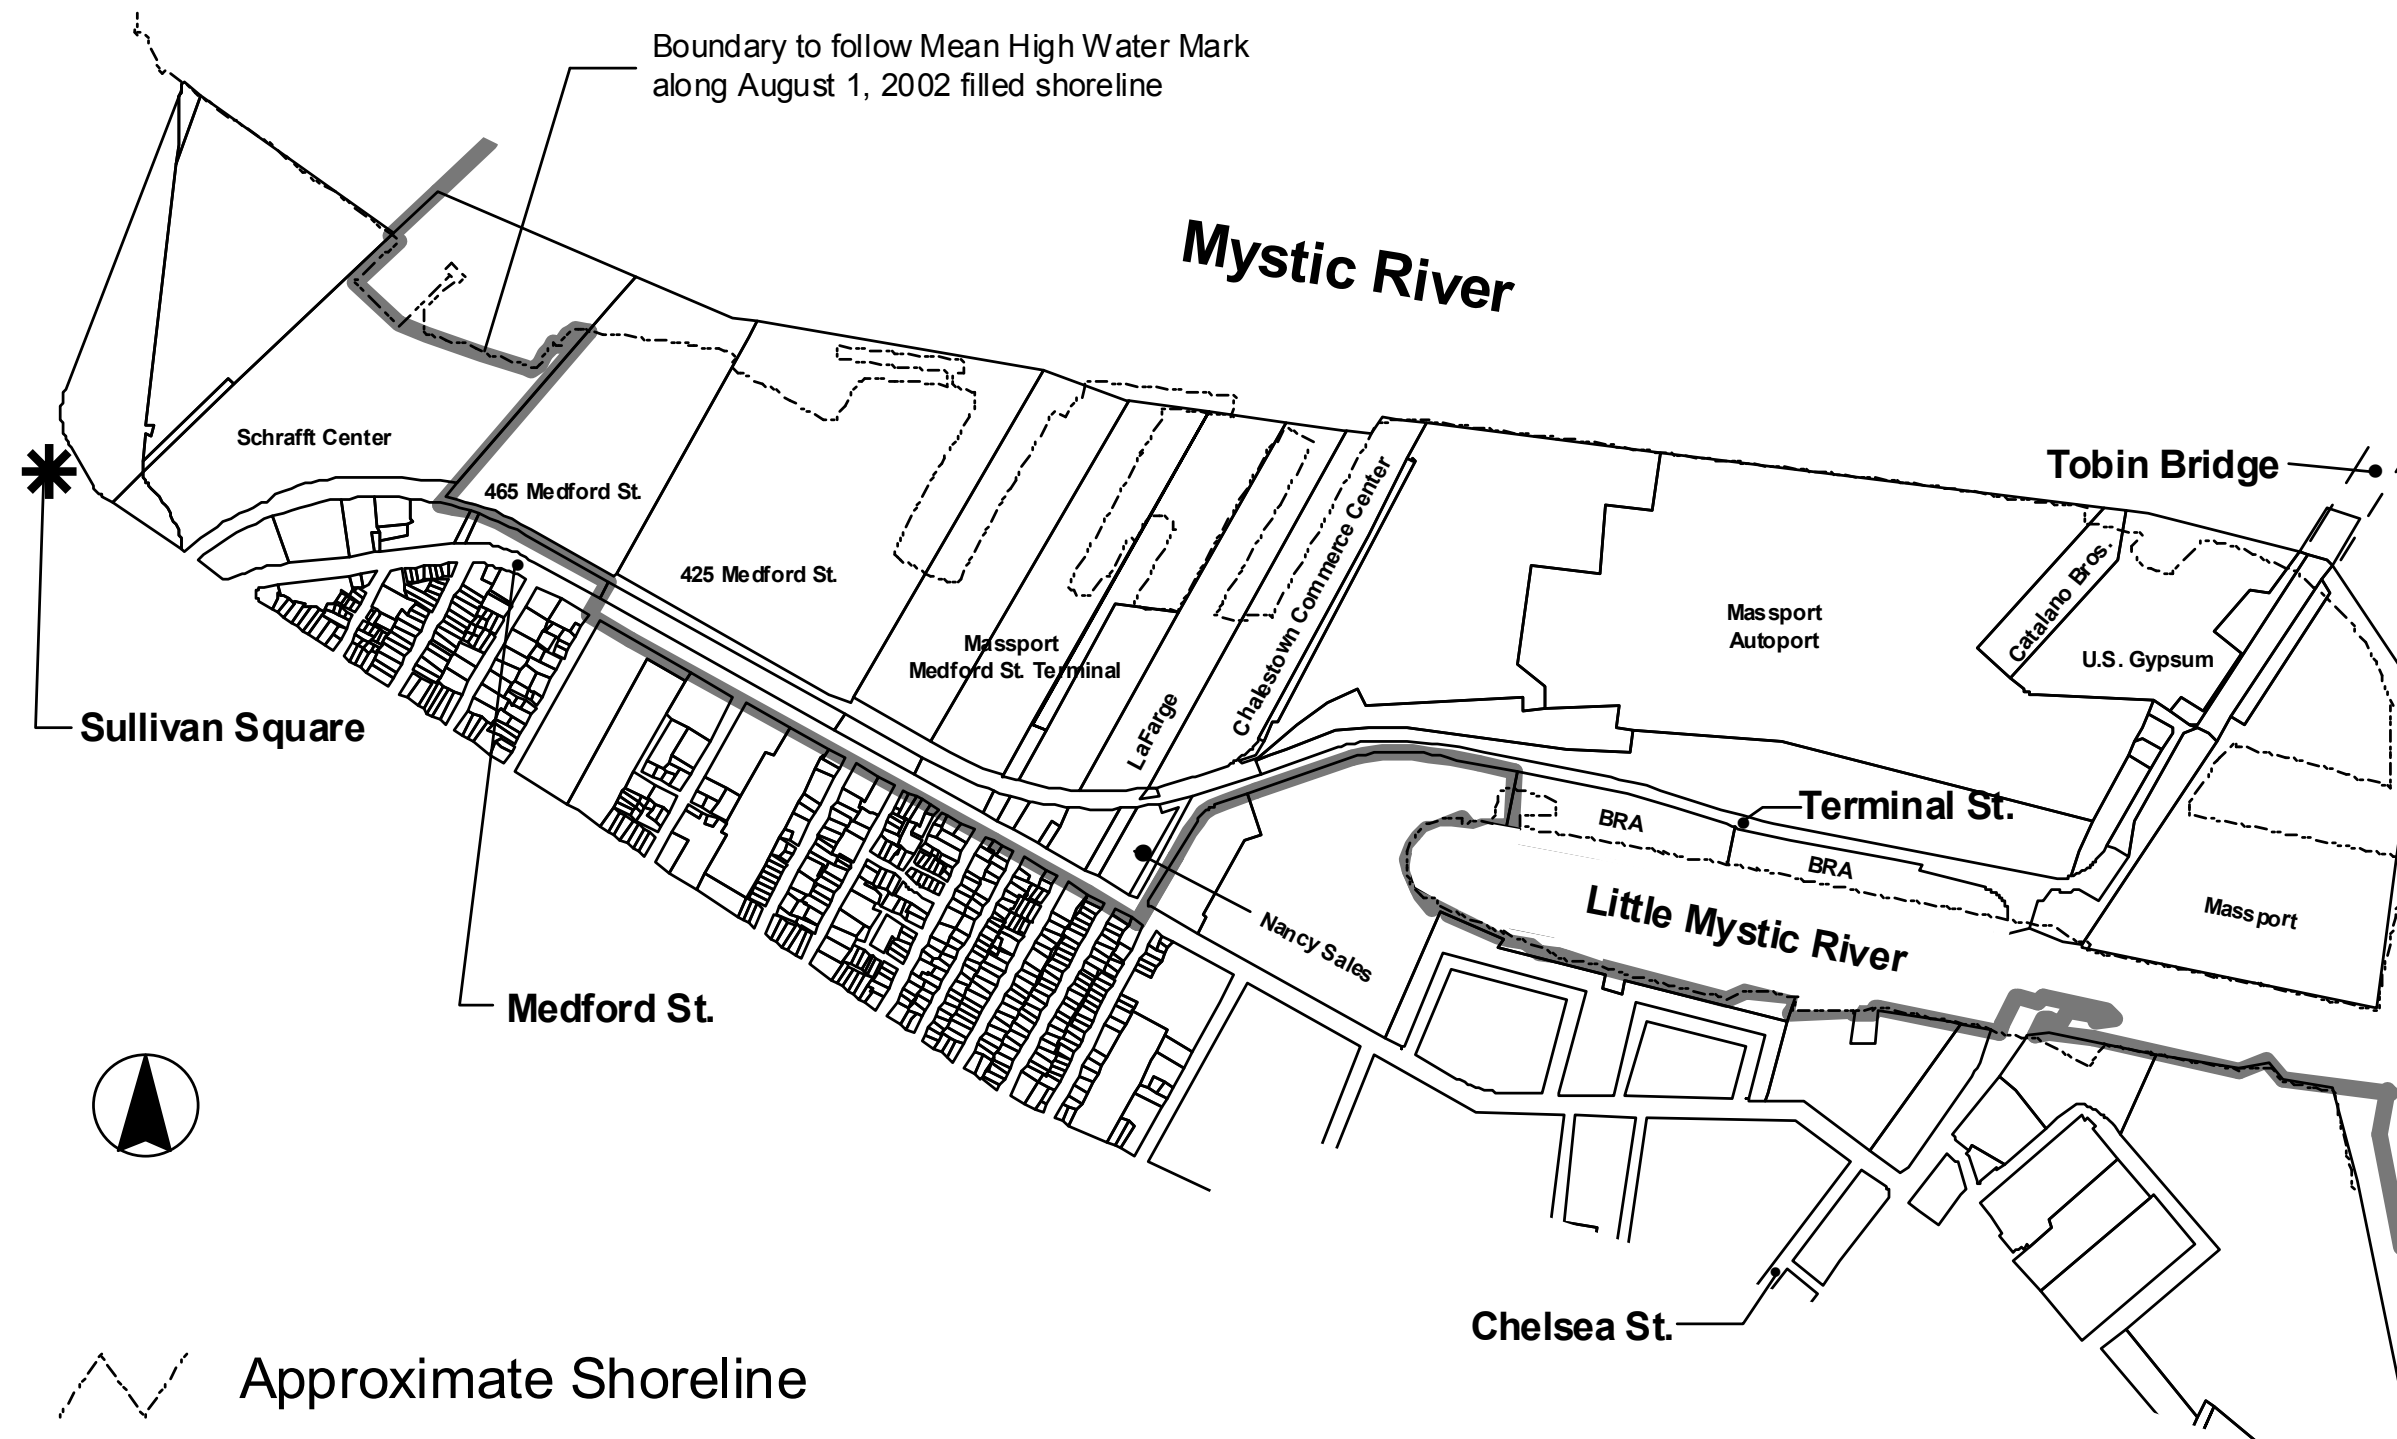 Boundary to follow Mean High Water Mark
along August 1, 2002 filled shoreline
Mystic River
Schrafft Center
465 Medford St.
425 Medford St.
Massport
Medford St. Terminal
LaFarge
Chalestown Commerce Center
Massport
Autoport
Catalano Bros.
U.S. Gypsum
Tobin Bridge
Sullivan Square
Terminal St.
BRA
BRA
Little Mystic River
Massport
Nancy Sales
Medford St.
Chelsea St.
Approximate Shoreline